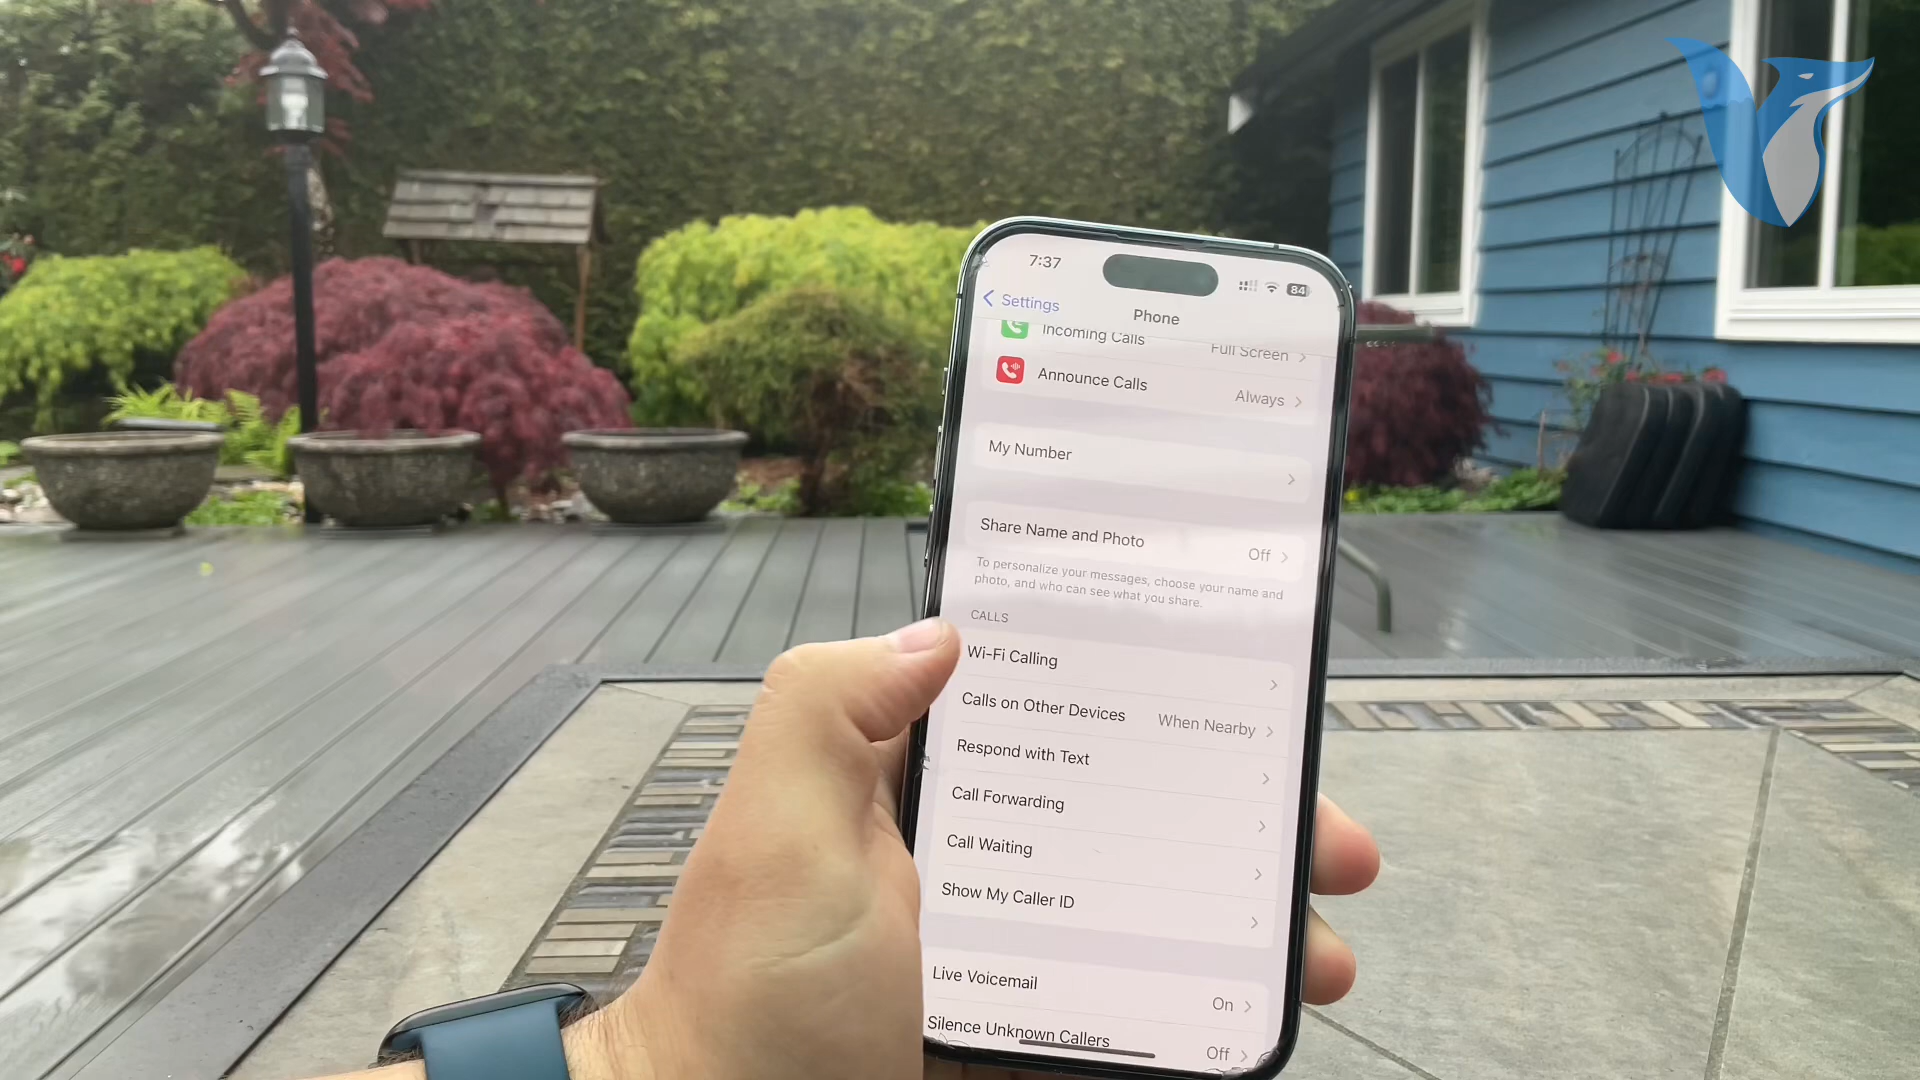 7:37
84
Settings
Phone
Incoming Calls
Full Screen
Announce Calls
Always
My Number
Share Name and Photo
Off
To personalize your messages, choose your name and
photo, and who can see what you share.
CALLS
Wi-Fi Calling
Calls on Other Devices
When Nearby
Respond with Text
Call Forwarding
Call Waiting
Show My Caller ID
Live Voicemail
On
Silence Unknown Callers
Off